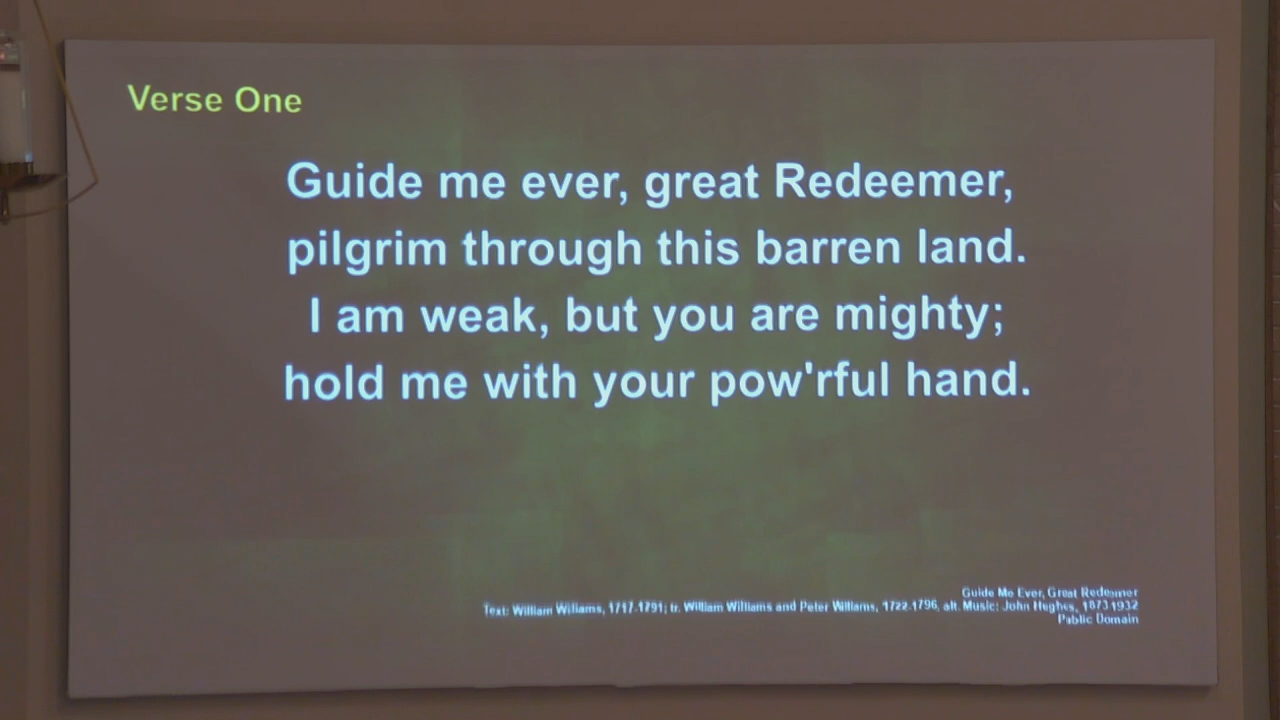 Verse One
Guide me ever, great Redeemer,
pilgrim through this barren land.
I am weak, but you are mighty;
hold me with your pow'rful hand.
Guide Me Ever, Great Redeemer
Text: William Williams, 1717-1791; tr. William Williams and Peter Williams, 1722-1796, alt. Music: John Hughes, 1873-1932
Public Domain